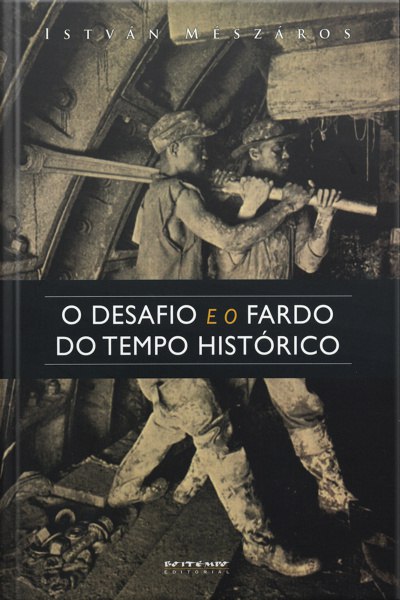 ISTVÁN MÉSZÁROS
O DESAFIO E O FARDO
DO TEMPO HISTÓRICO
BOITEMPO
EDITORIAL